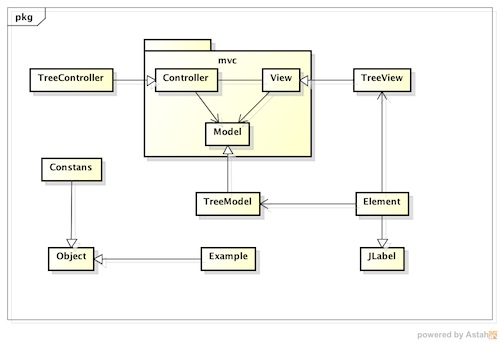 pkg
mvc
TreeController
Controller
View
TreeView
Model
Constans
TreeModel
Element
Object
Example
JLabel
powered by Astah